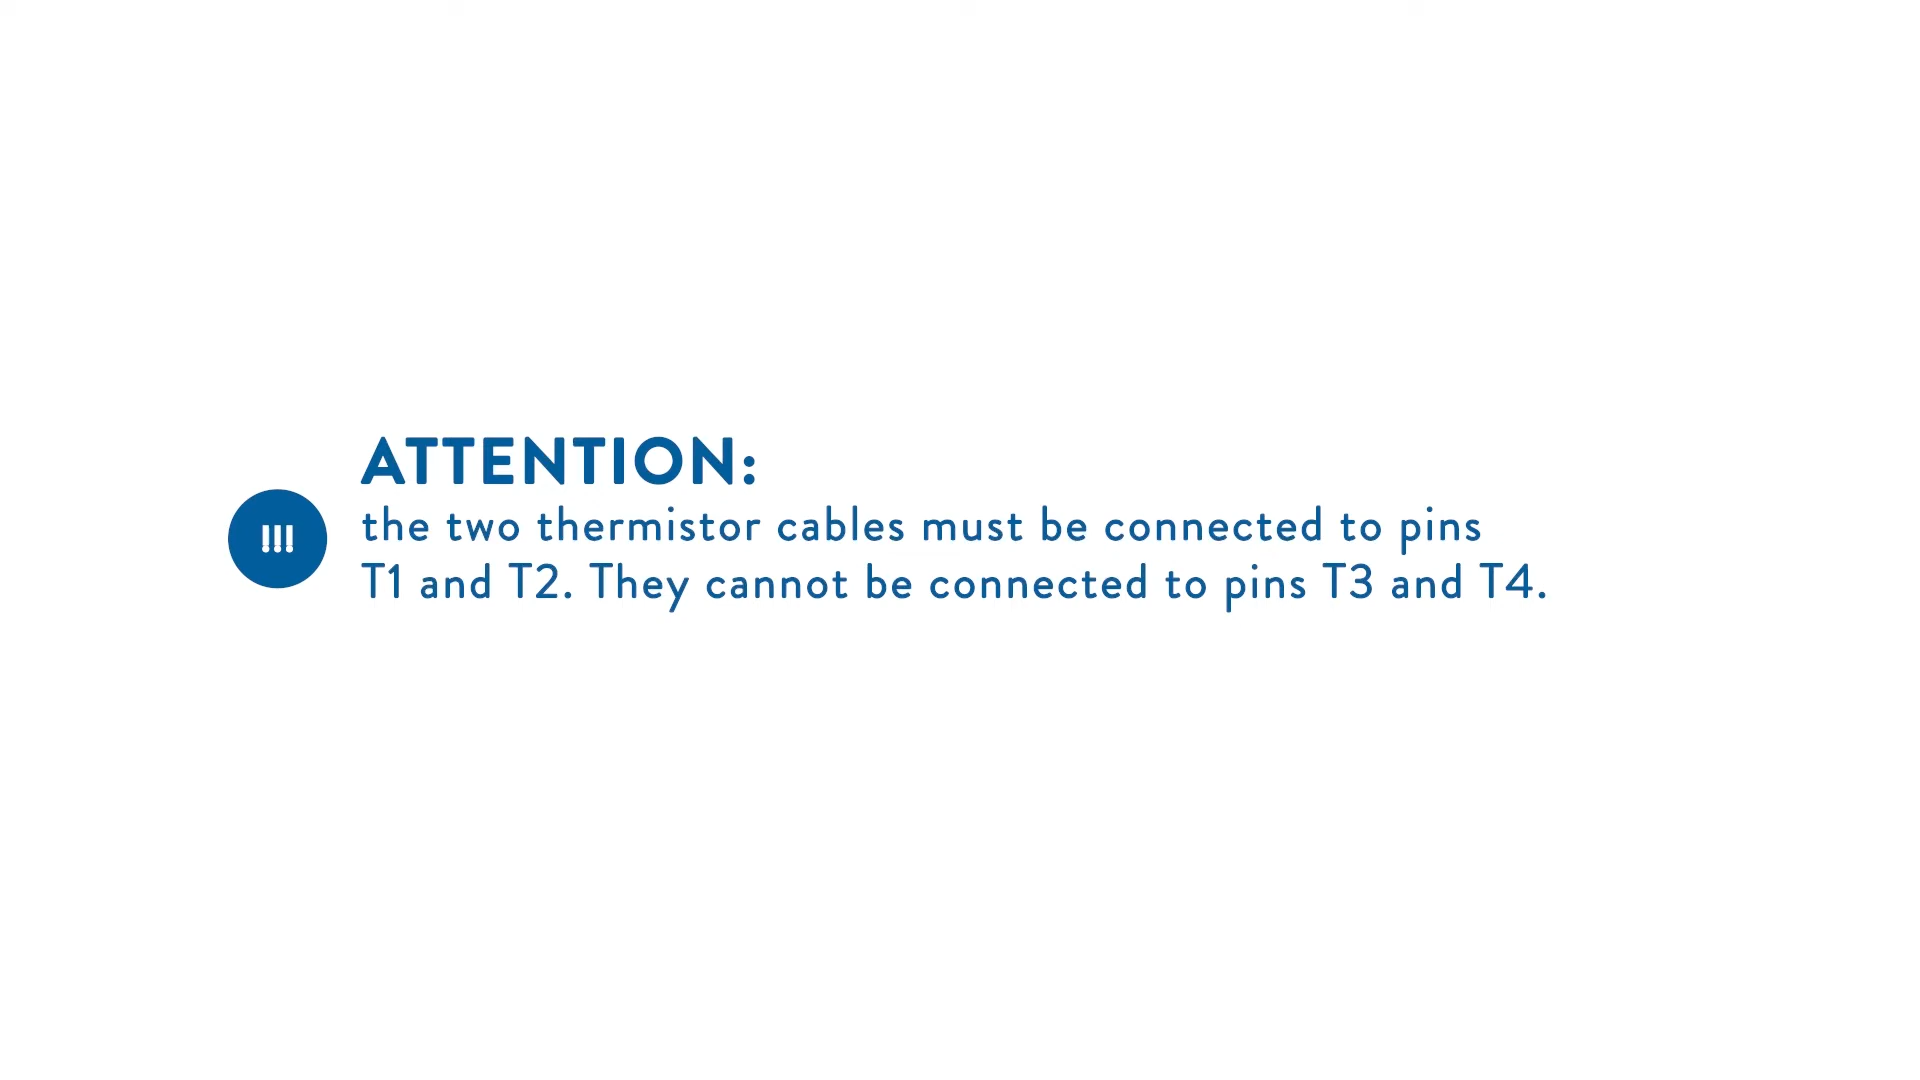 ATTENTION:
!!!
the two thermistor cables must be connected to pins
T1 and T2. They cannot be connected to pins T3 and T4.